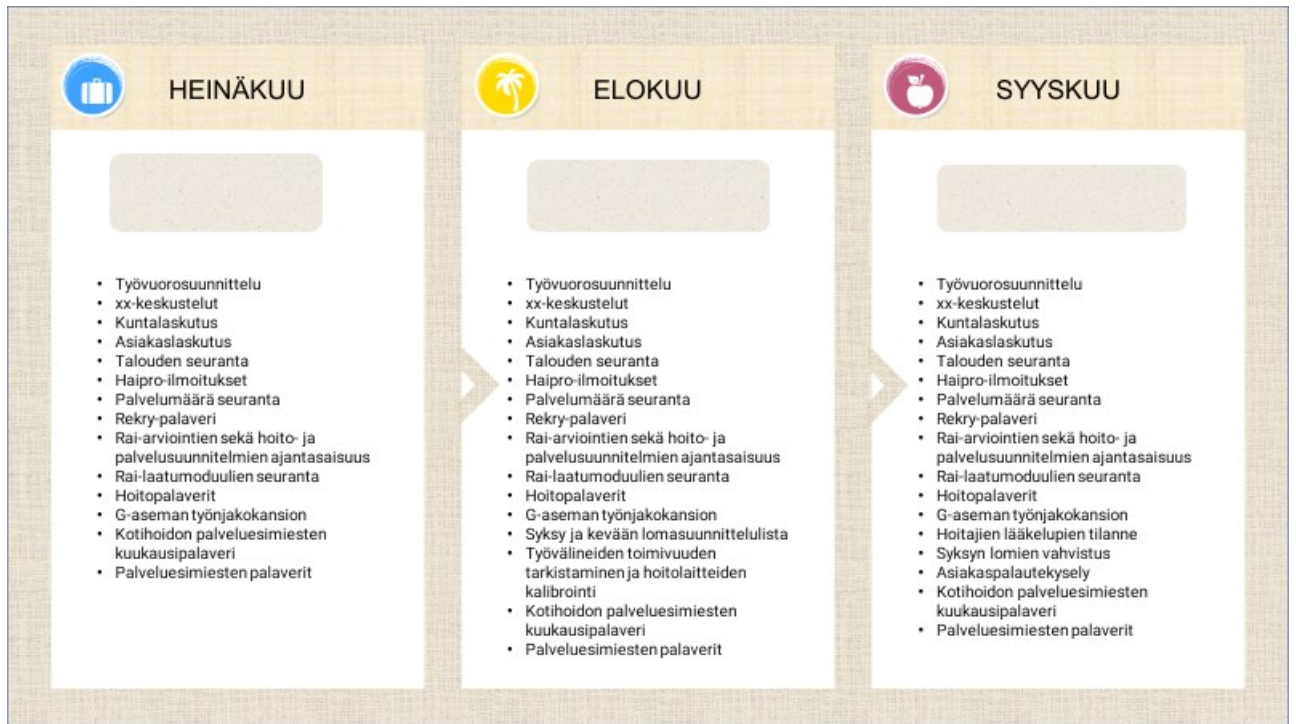 HEINÄKUU
Työvuorosuunnittelu
xx-keskustelut
Kuntalaskutus
Asiakaslaskutus
Talouden seuranta
Haipro-ilmoitukset
Palvelumäärä seuranta
Rekry-palaveri
Rai-arviointien sekä hoito- ja
palvelusuunnitelmien ajantasaisuus
Rai-laatumoduulien seuranta
Hoitopalaverit
G-aseman työnjakokansion
Kotihoidon palveluesimiesten
kuukausipalaveri
Palveluesimiesten palaverit
ELOKUU
Työvuorosuunnittelu
xx-keskustelut
Kuntalaskutus
Asiakaslaskutus
Talouden seuranta
Haipro-ilmoitukset
Palvelumäärä seuranta
Rekry-palaveri
Rai-arviointien sekä hoito- ja
palvelusuunnitelmien ajantasaisuus
Rai-laatumoduulien seuranta
Hoitopalaverit
G-aseman työnjakokansion
Syksy ja kevään lomasuunnittelulista
Työvälineiden toimivuuden
tarkistaminen ja hoitolaitteiden
kalibrointi
Kotihoidon palveluesimiesten
kuukausipalaveri
Palveluesimiesten palaverit
SYYSKUU
Työvuorosuunnittelu
xx-keskustelut
Kuntalaskutus
Asiakaslaskutus
Talouden seuranta
Haipro-ilmoitukset
Palvelumäärä seuranta
Rekry-palaveri
Rai-arviointien sekä hoito- ja
palvelusuunnitelmien ajantasaisuus
Rai-laatumoduulien seuranta
Hoitopalaverit
G-aseman työnjakokansion
Hoitajien lääkelupien tilanne
Syksyn lomien vahvistus
Asiakaspalautekysely
Kotihoidon palveluesimiesten
kuukausipalaveri
Palveluesimiesten palaverit